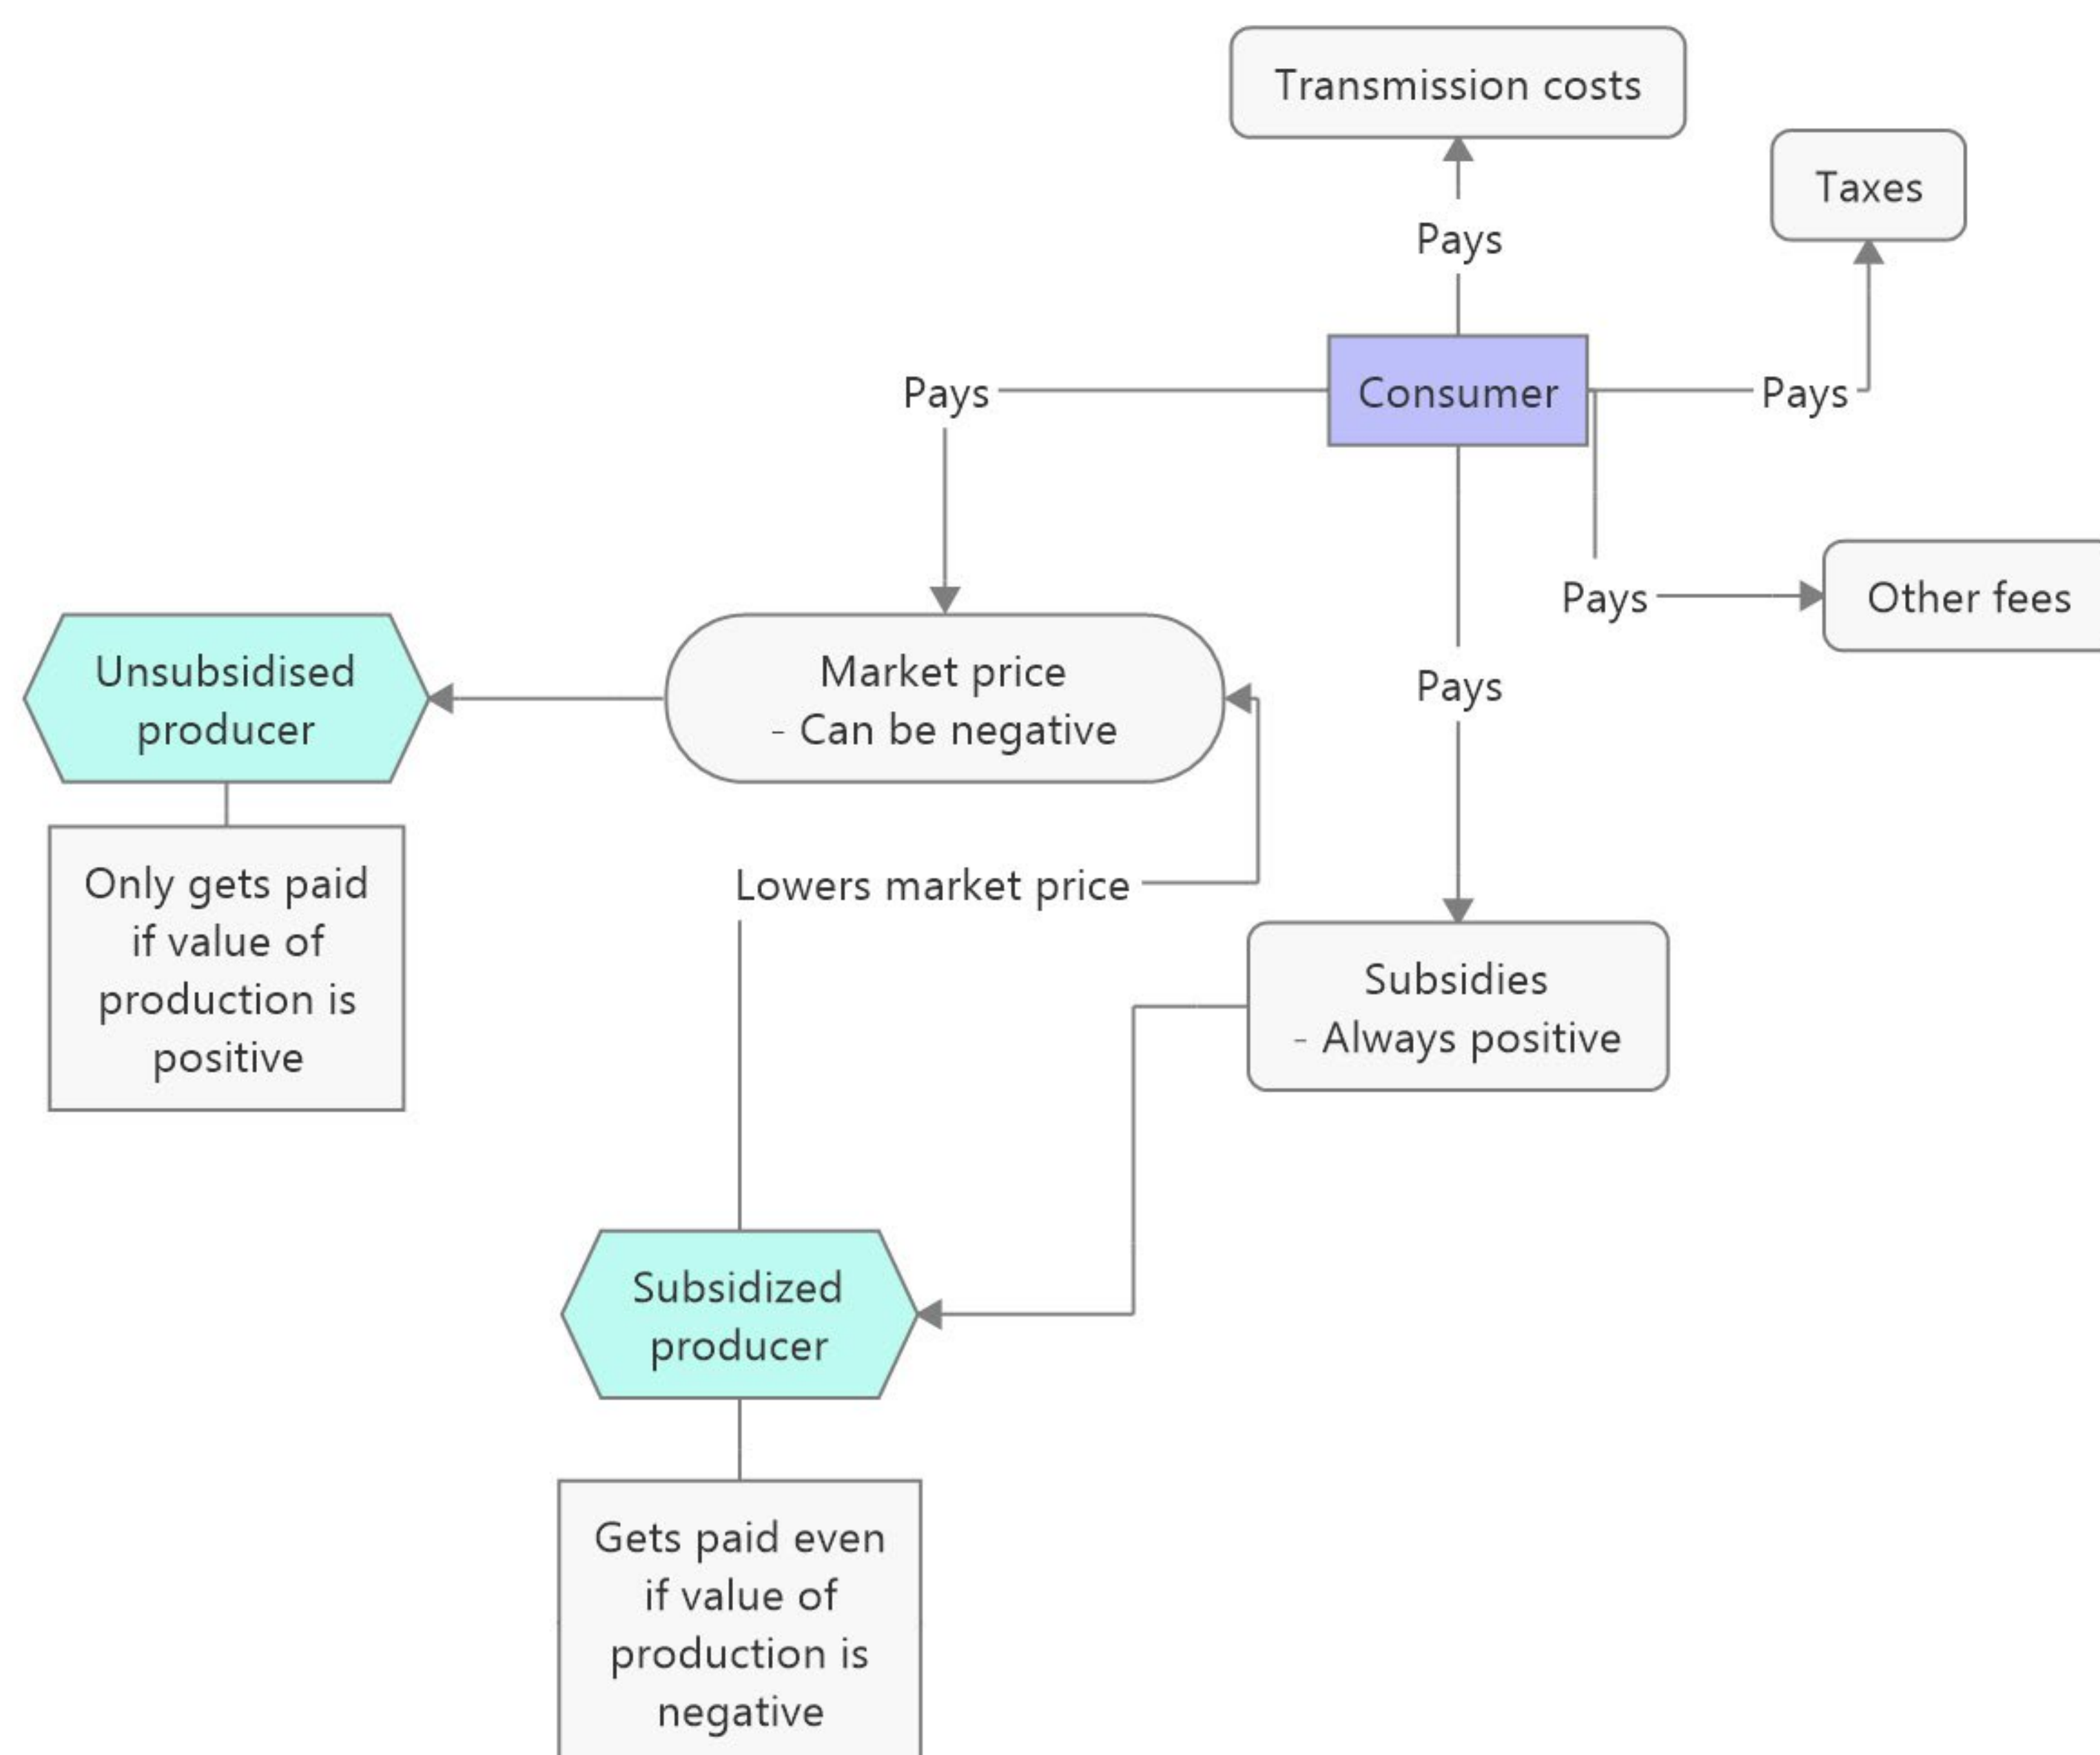 Transmission costs
Taxes
Pays
Pays
Consumer
Pays
Pays
Other fees
Unsubsidised
producer
Market price
- Can be negative
Pays
Only gets paid
if value of
production is
positive
Lowers market price
Subsidies
- Always positive
Subsidized
producer
Gets paid even
if value of
production is
negative